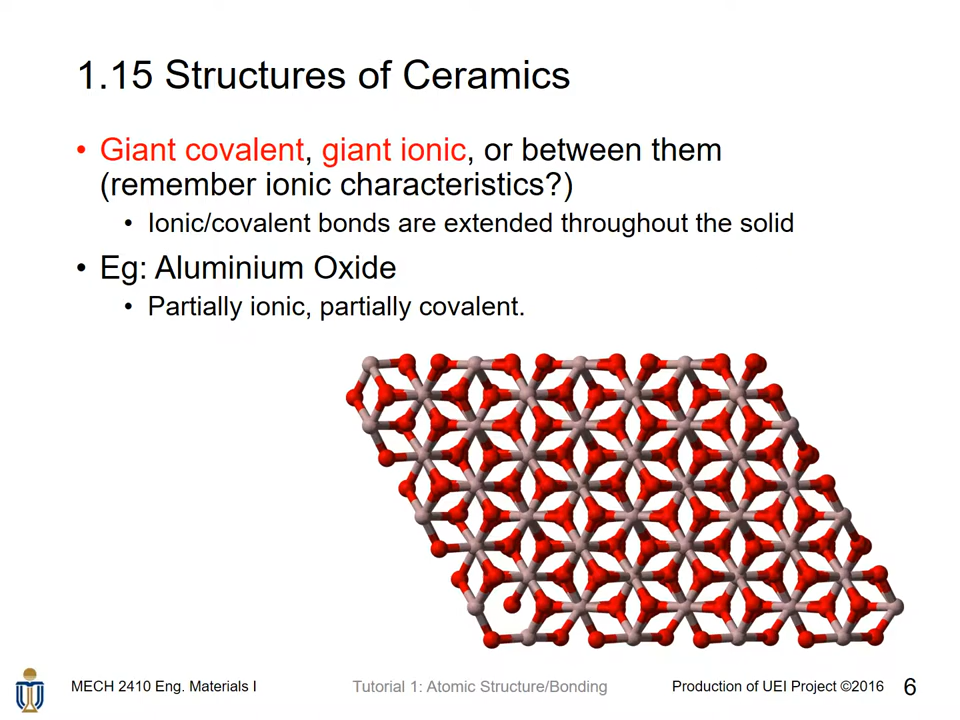 1.15 Structures of Ceramics
• Giant covalent, giant ionic, or between them
(remember ionic characteristics?)
• Ionic/covalent bonds are extended throughout the solid
• Eg: Aluminium Oxide
• Partially ionic, partially covalent.
MECH 2410 Eng. Materials I
Tutorial 1: Atomic Structure/Bonding
Production of UEI Project ©2016
6